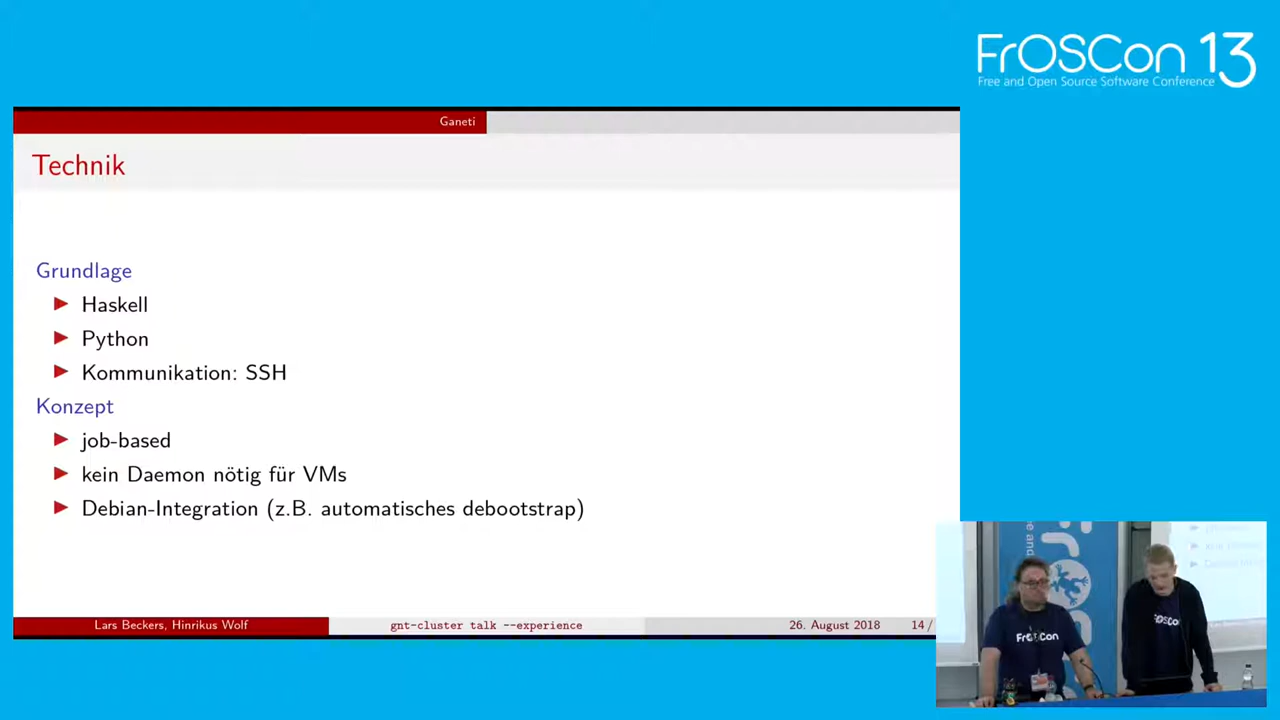 FrOSCon 13
Free and Open Source Software Conference
Ganeti
Technik
Grundlage
Haskell
Python
Kommunikation: SSH
Konzept
job-based
kein Daemon nötig für VMs
Debian-Integration (z.B. automatisches debootstrap)
Lars Beckers, Hinrikus Wolf
gnt-cluster talk --experience
26. August 2018
14 /
FrOSCon